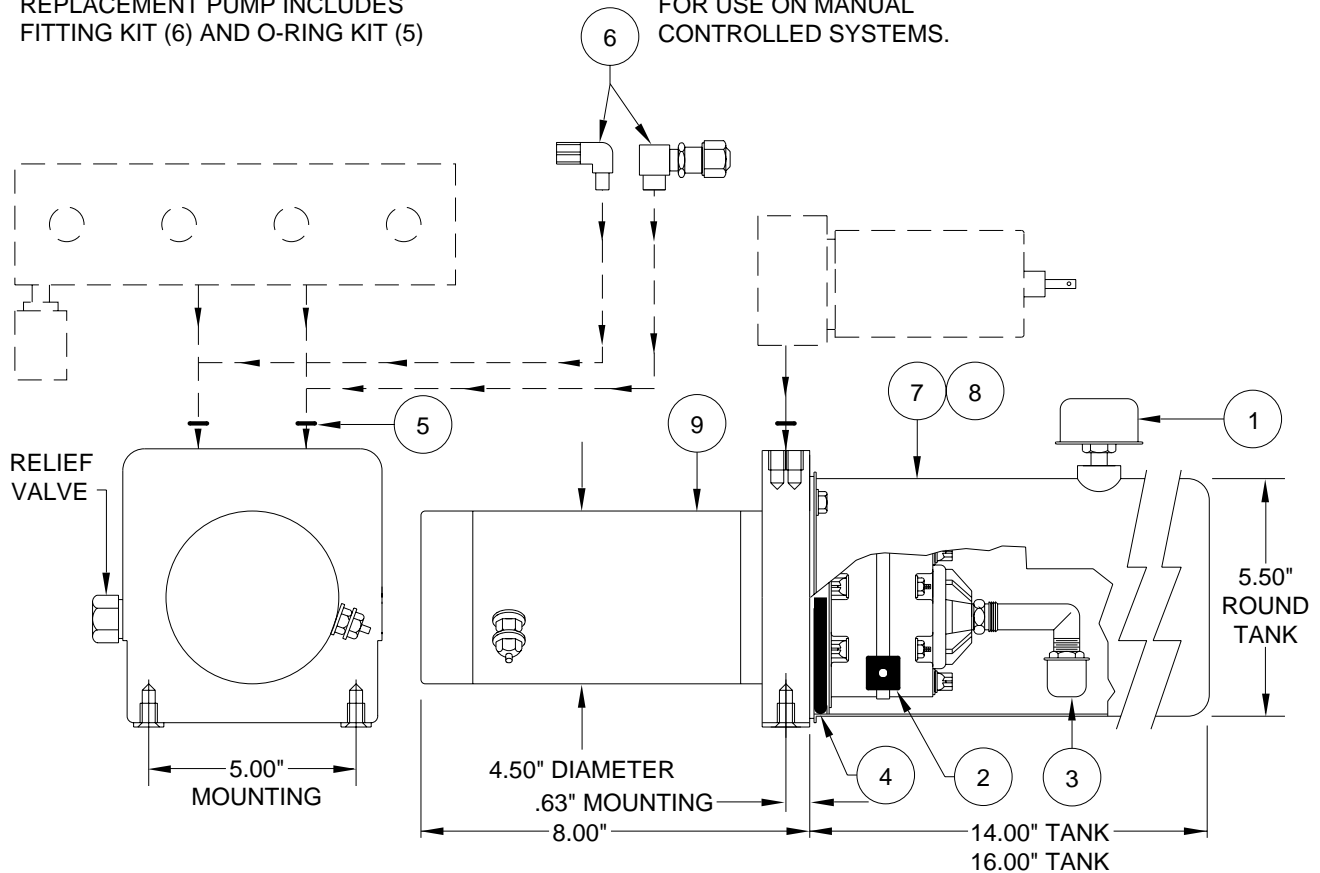 REPLACEMENT PUMP INCLUDES
FITTING KIT (6) AND O-RING KIT (5)
FOR USE ON MANUAL
CONTROLLED SYSTEMS.
6
7
8
1
5
9
RELIEF
VALVE
5.50"
ROUND
TANK
5.00"
MOUNTING
4.50" DIAMETER
.63" MOUNTING
8.00"
4
2
3
14.00" TANK
16.00" TANK